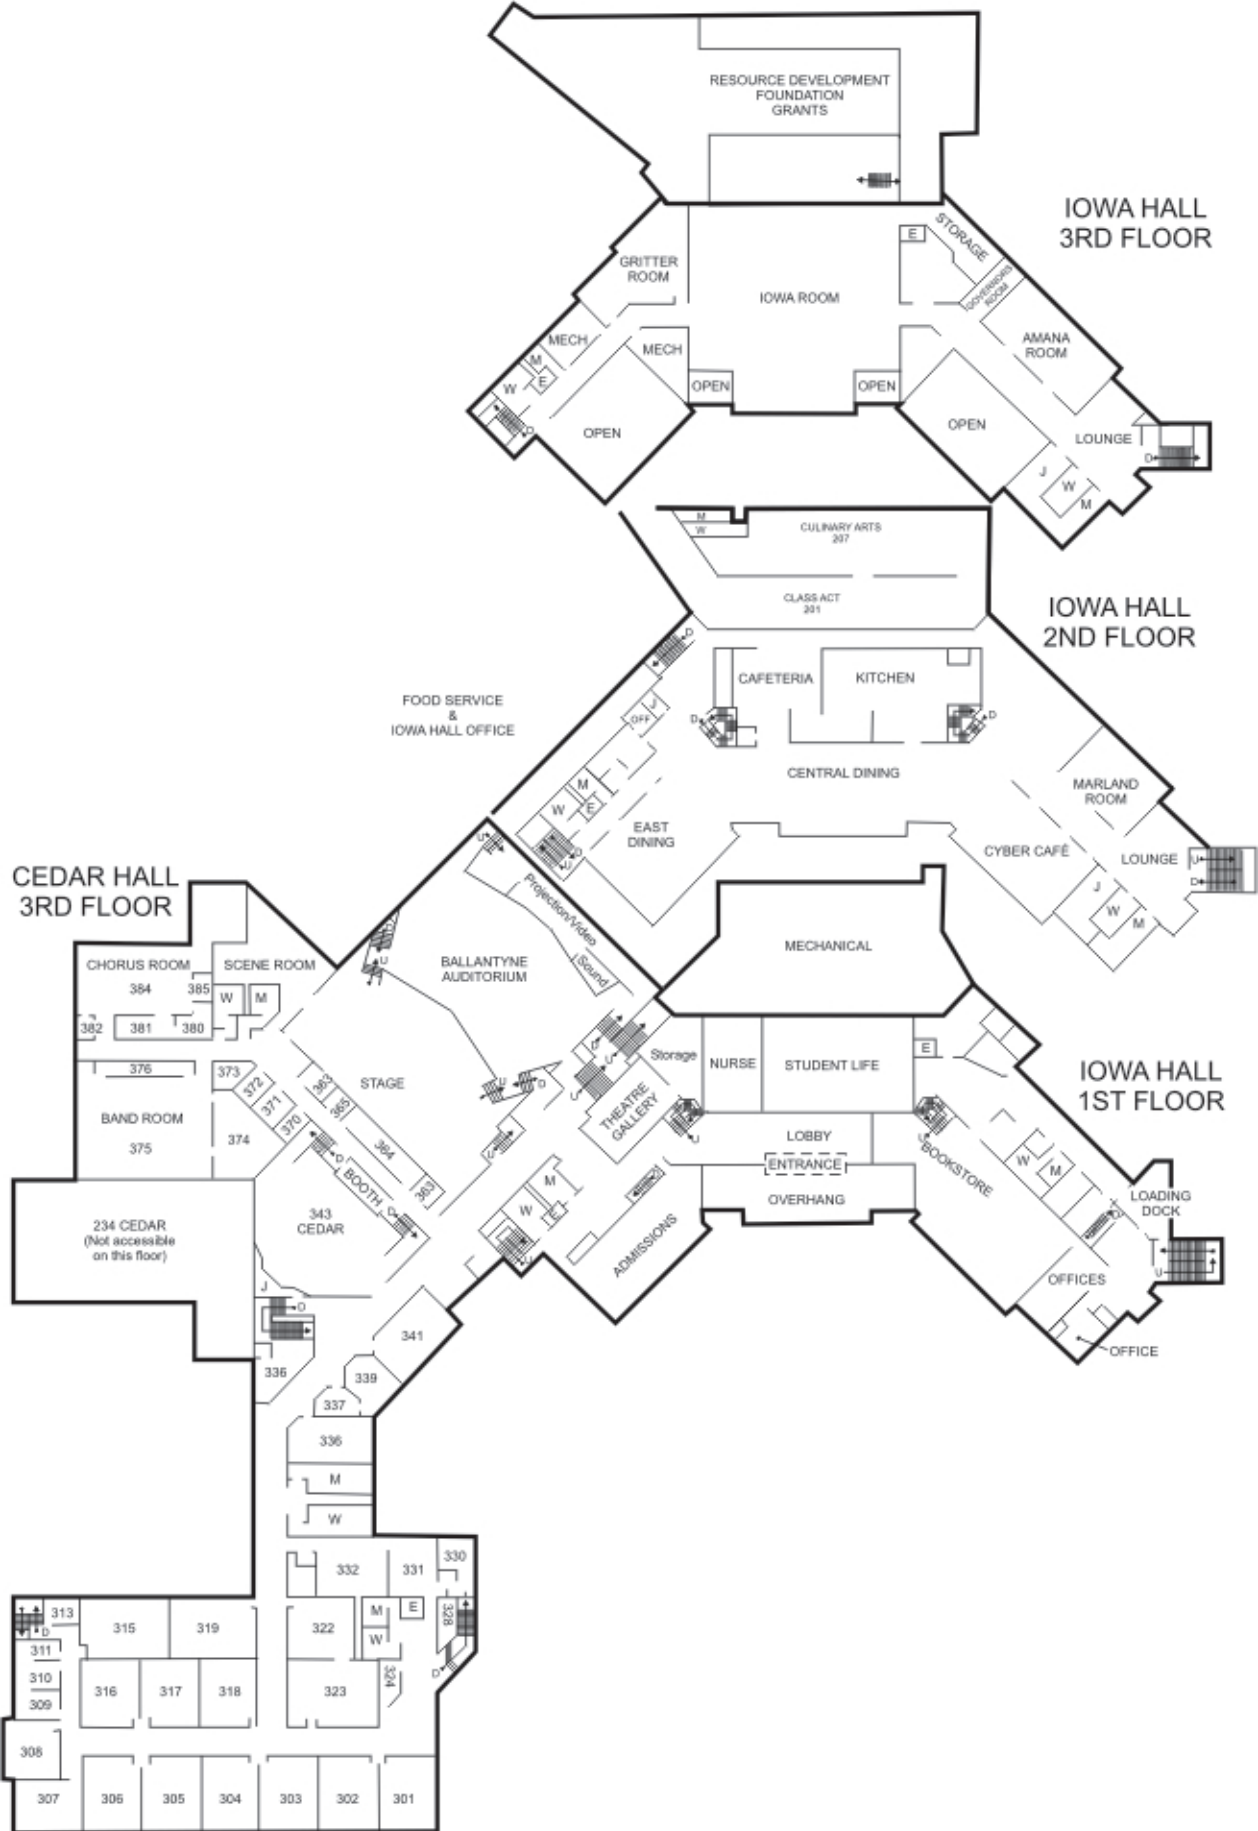 RESOURCE DEVELOPMENT
FOUNDATION
GRANTS
IOWA HALL
3RD FLOOR
STORAGE
E
GOVERNORS
ROOM
GRITTER
ROOM
IOWA ROOM
AMANA
ROOM
MECH
MECH
M
E
W
OPEN
OPEN
D
OPEN
OPEN
LOUNGE
D
J
W
M
M
W
CULINARY ARTS
207
CLASS ACT
201
IOWA HALL
2ND FLOOR
D
CAFETERIA
KITCHEN
FOOD SERVICE
&
IOWA HALL OFFICE
J
OFF
D
D
CENTRAL DINING
MARLAND
ROOM
M
W
E
EAST
DINING
D
U
CYBER CAFÉ
LOUNGE
U
D
J
W
M
CEDAR HALL
3RD FLOOR
U
Projection/Video
Sound
BALLANTYNE
AUDITORIUM
MECHANICAL
U
CHORUS ROOM
384
385
SCENE ROOM
W
M
382
381
380
376
373
372
371
370
374
BAND ROOM
375
363
365
364
363
STAGE
U
D
U
D
BOOTH
D
343
CEDAR
234 CEDAR
(Not accessible
on this floor)
D
U
U
Storage
NURSE
STUDENT LIFE
E
IOWA HALL
1ST FLOOR
THEATRE
GALLERY
U
U
LOBBY
ENTRANCE
OVERHANG
BOOKSTORE
W
M
LOADING
DOCK
M
W
E
U
ADMISSIONS
OFFICES
U
OFFICE
J
D
336
341
339
337
336
M
W
332
331
330
313
315
319
322
M
W
E
328
D
311
310
309
316
317
318
323
324
D
308
307
306
305
304
303
302
301